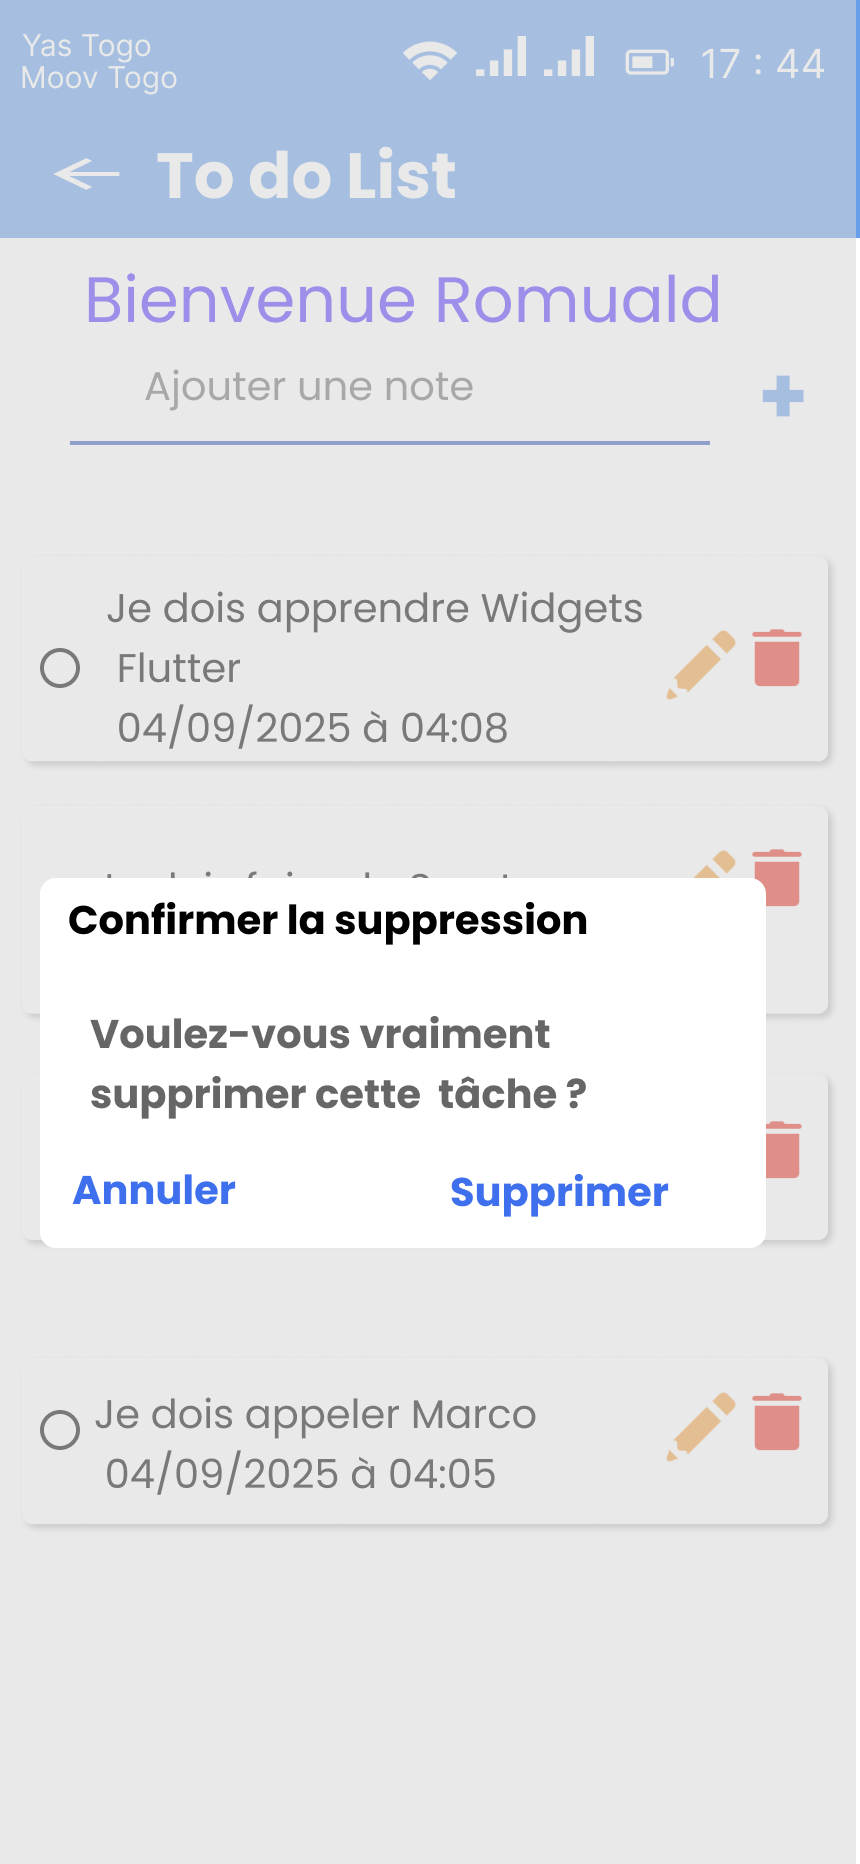 Yas Togo
Moov Togo
17 : 44
To do List
Bienvenue Romuald
Ajouter une note
Je dois apprendre Widgets
Flutter
04/09/2025 à 04:08
Confirmer la suppression
Voulez-vous vraiment
supprimer cette  tâche ?
Annuler
Supprimer
Je dois appeler Marco
04/09/2025 à 04:05